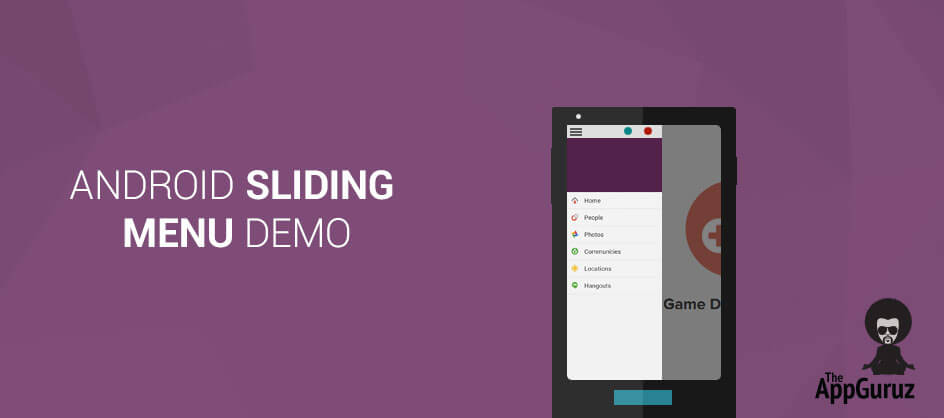 ANDROID SLIDING
MENU DEMO
Home
People
Photos
Communities
Locations
Hangouts
Game D
The
AppGuruz